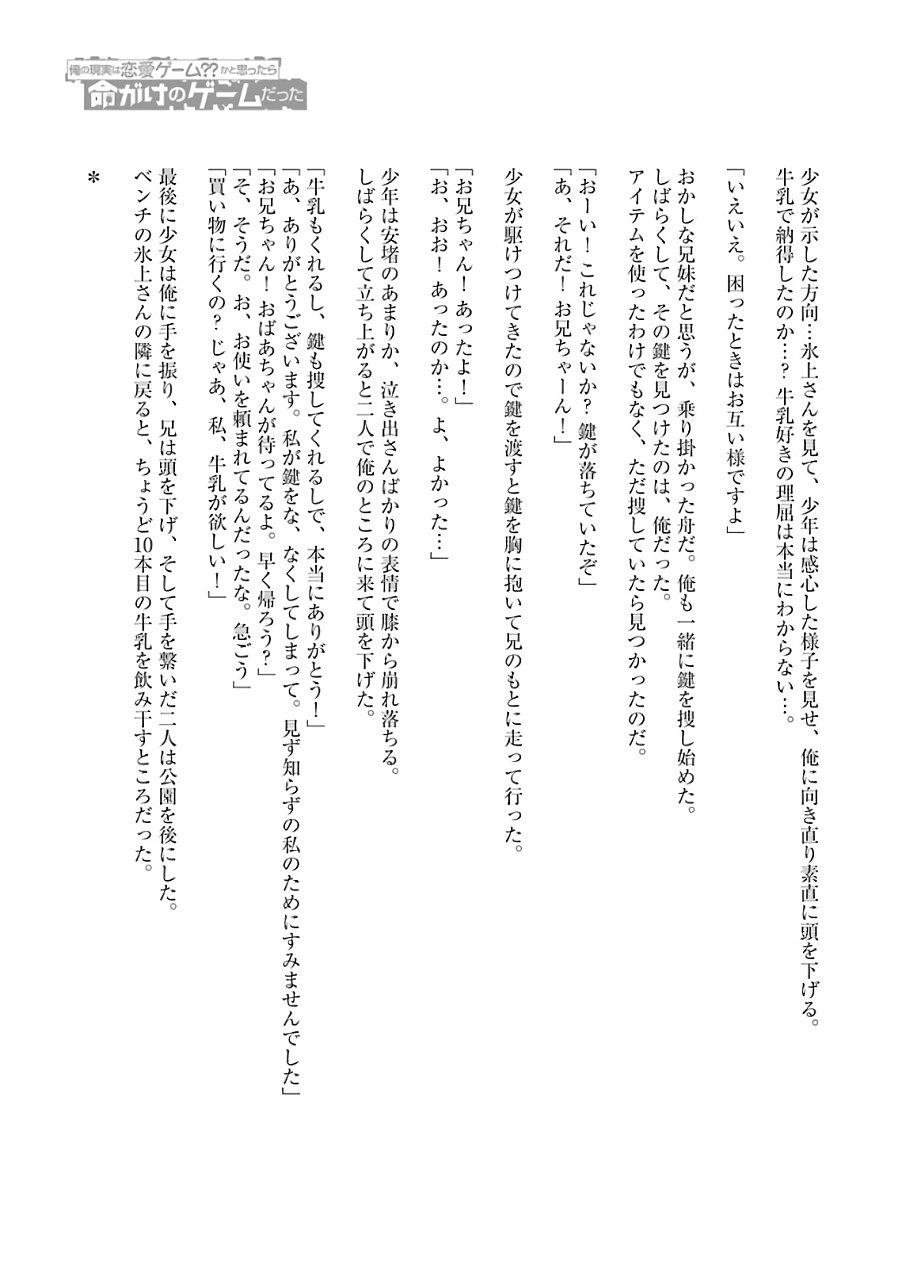 俺の現実は恋愛ゲーム??かと思ったら
命がけのゲームだった
少女が示した方向…氷上さんを見て、少年は感心した様子を見せ、俺に向き直り素直に頭を下げる。
牛乳で納得したのか…? 牛乳好きの理屈は本当にわからない…。
「いえいえ。困ったときはお互い様ですよ」
おかしな兄妹だと思うが、乗り掛かった舟だ。俺も一緒に鍵を捜し始めた。
しばらくして、その鍵を見つけたのは、俺だった。
アイテムを使ったわけでもなく、ただ捜していたら見つかったのだ。
「おーい! これじゃないか? 鍵が落ちていたぞ」
「あ、それだ! お兄ちゃーん!」
少女が駆けつけてきたので鍵を渡すと鍵を胸に抱いて兄のもとに走って行った。
「お兄ちゃん! あったよ!」
「お、おお! あったのか…。よ、よかった…」
少年は安堵のあまりか、泣き出さんばかりの表情で膝から崩れ落ちる。
しばらくして立ち上がると二人で俺のところに来て頭を下げた。
「牛乳もくれるし、鍵も捜してくれるしで、本当にありがとう!」
「あ、ありがとうございます。私が鍵をな、なくしてしまって。見ず知らずの私のためにすみませんでした」
「お兄ちゃん! おばあちゃんが待ってるよ。早く帰ろう?」
「そ、そうだ。お、お使いを頼まれてるんだったな。急ごう」
「買い物に行くの? じゃあ、私、牛乳が欲しい!」
最後に少女は俺に手を振り、兄は頭を下げ、そして手を繋いだ二人は公園を後にした。
ベンチの氷上さんの隣に戻ると、ちょうど10本目の牛乳を飲み干すところだった。
*